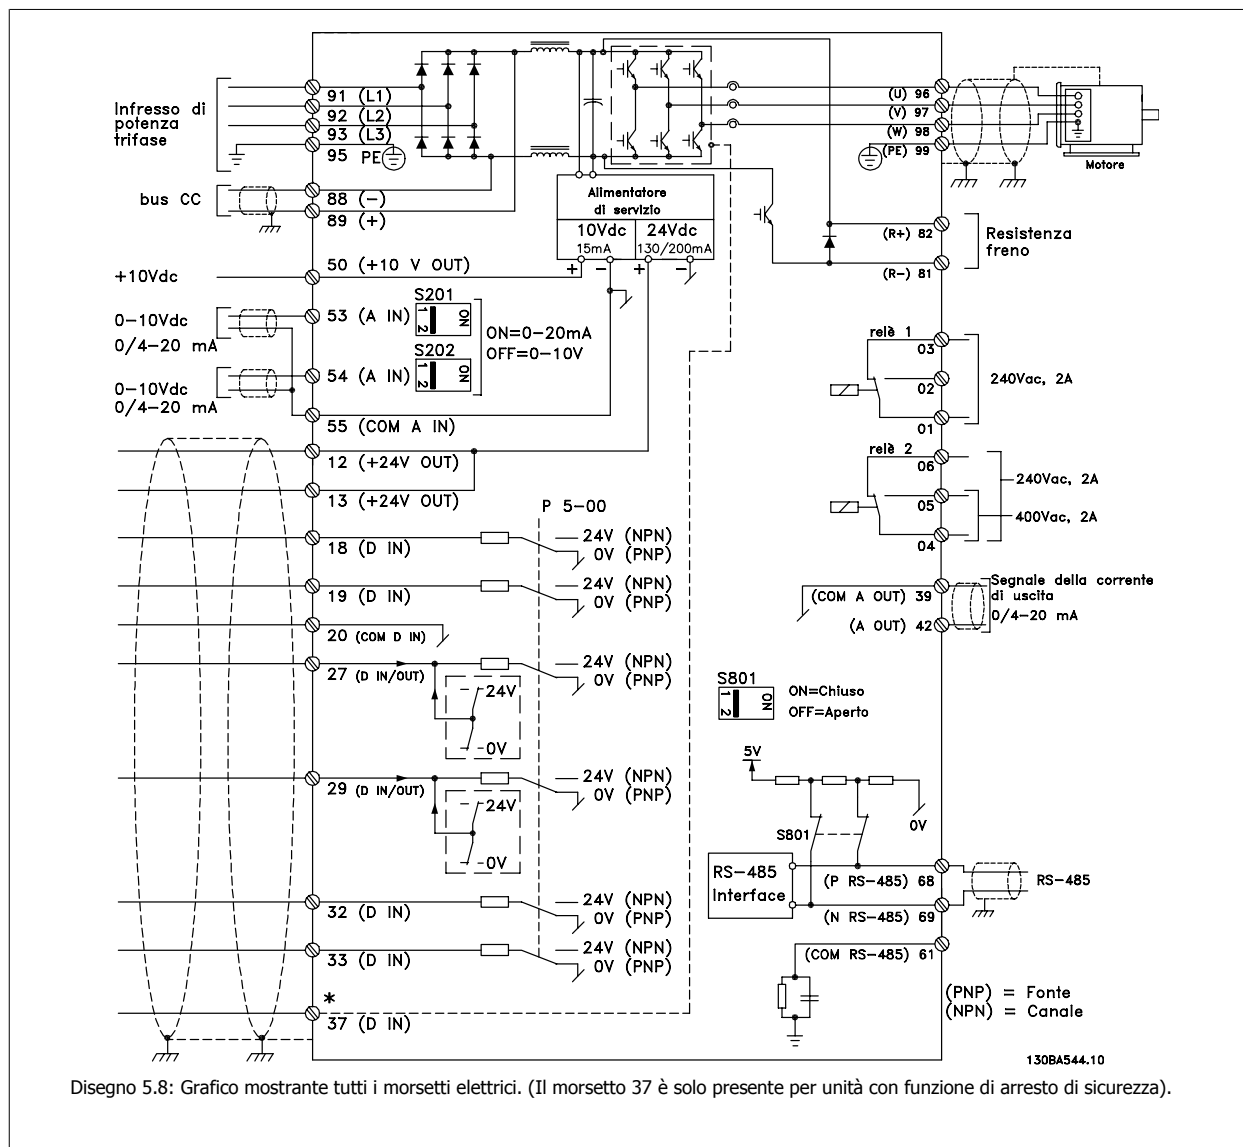 Infresso di
potenza
trifase
91 (L1)
92 (L2)
93 (L3)
95 PE
bus CC
88 (−)
89 (+)
+10Vdc
50 (+10 V OUT)
0−10Vdc
0/4−20 mA
53 (A IN)
S201
1 2
ON
ON=0−20mA
OFF=0−10V
S202
1 2
ON
0−10Vdc
0/4−20 mA
54 (A IN)
55 (COM A IN)
12 (+24V OUT)
13 (+24V OUT)
Alimentatore
di servizio
10Vdc
15mA
24Vdc
130/200mA
+ − + −
(U) 96
(V) 97
(W) 98
(PE) 99
Motore
(R+) 82
(R−) 81
Resistenza
freno
relè 1
03
02
01
240Vac, 2A
relè 2
06
05
04
240Vac, 2A
400Vac, 2A
P 5-00
18 (D IN)
24V (NPN)
0V (PNP)
19 (D IN)
24V (NPN)
0V (PNP)
20 (COM D IN)
27 (D IN/OUT)
24V (NPN)
0V (PNP)
24V
0V
29 (D IN/OUT)
24V (NPN)
0V (PNP)
24V
0V
32 (D IN)
24V (NPN)
0V (PNP)
33 (D IN)
24V (NPN)
0V (PNP)
*
37 (D IN)
(COM A OUT) 39
(A OUT) 42
Segnale della corrente
di uscita
0/4−20 mA
S801
1 2
ON
ON=Chiuso
OFF=Aperto
5V
0V
S801
RS-485
Interface
(P RS-485) 68
(N RS-485) 69
(COM RS-485) 61
RS-485
(PNP) = Fonte
(NPN) = Canale
130BA544.10
Disegno 5.8: Grafico mostrante tutti i morsetti elettrici. (Il morsetto 37 è solo presente per unità con funzione di arresto di sicurezza).